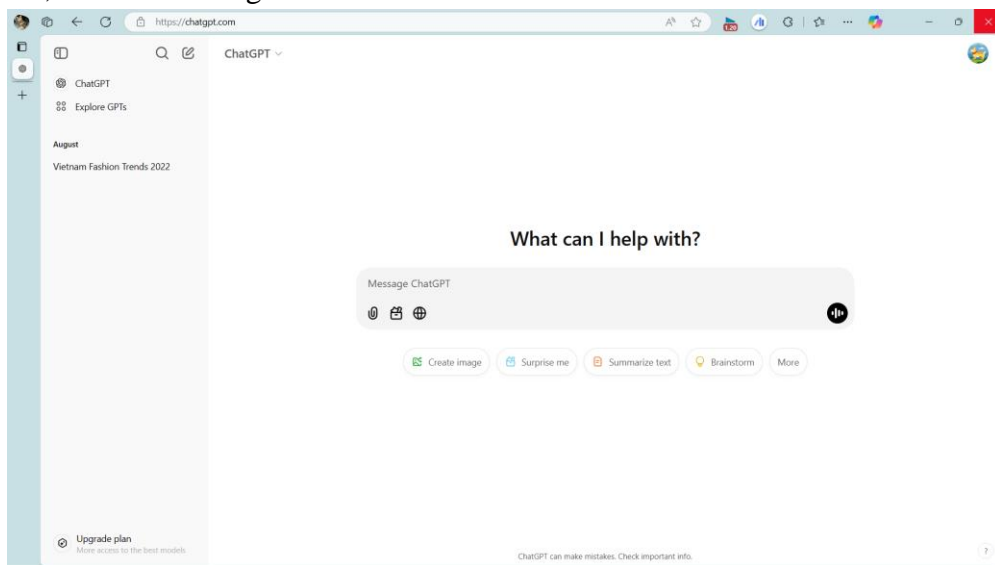 https://chatgpt.com
1.20
ChatGPT
ChatGPT
Explore GPTs
August
Vietnam Fashion Trends 2022
What can I help with?
Message ChatGPT
Create image
Surprise me
Summarize text
Brainstorm
More
Upgrade plan
More access to the best models
ChatGPT can make mistakes. Check important info.
?